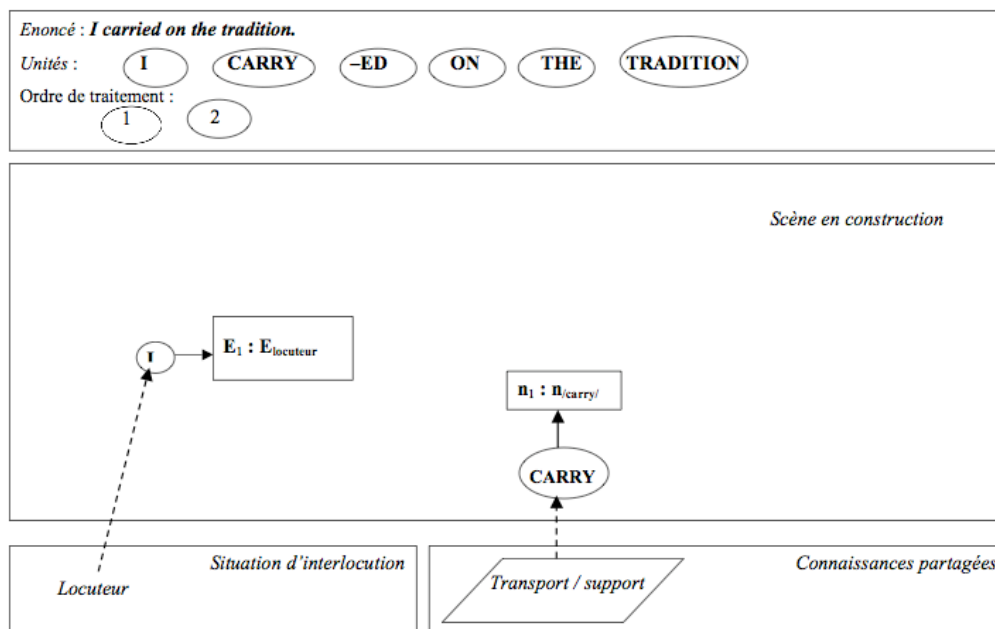 Enoncé : I carried on the tradition.
Unités : I CARRY –ED ON THE TRADITION
Ordre de traitement :
1 2
Scène en construction
I E1 : Elocuteur
n1 : n/carry/
CARRY
Situation d'interlocution
Connaissances partagées
Locuteur
Transport / support